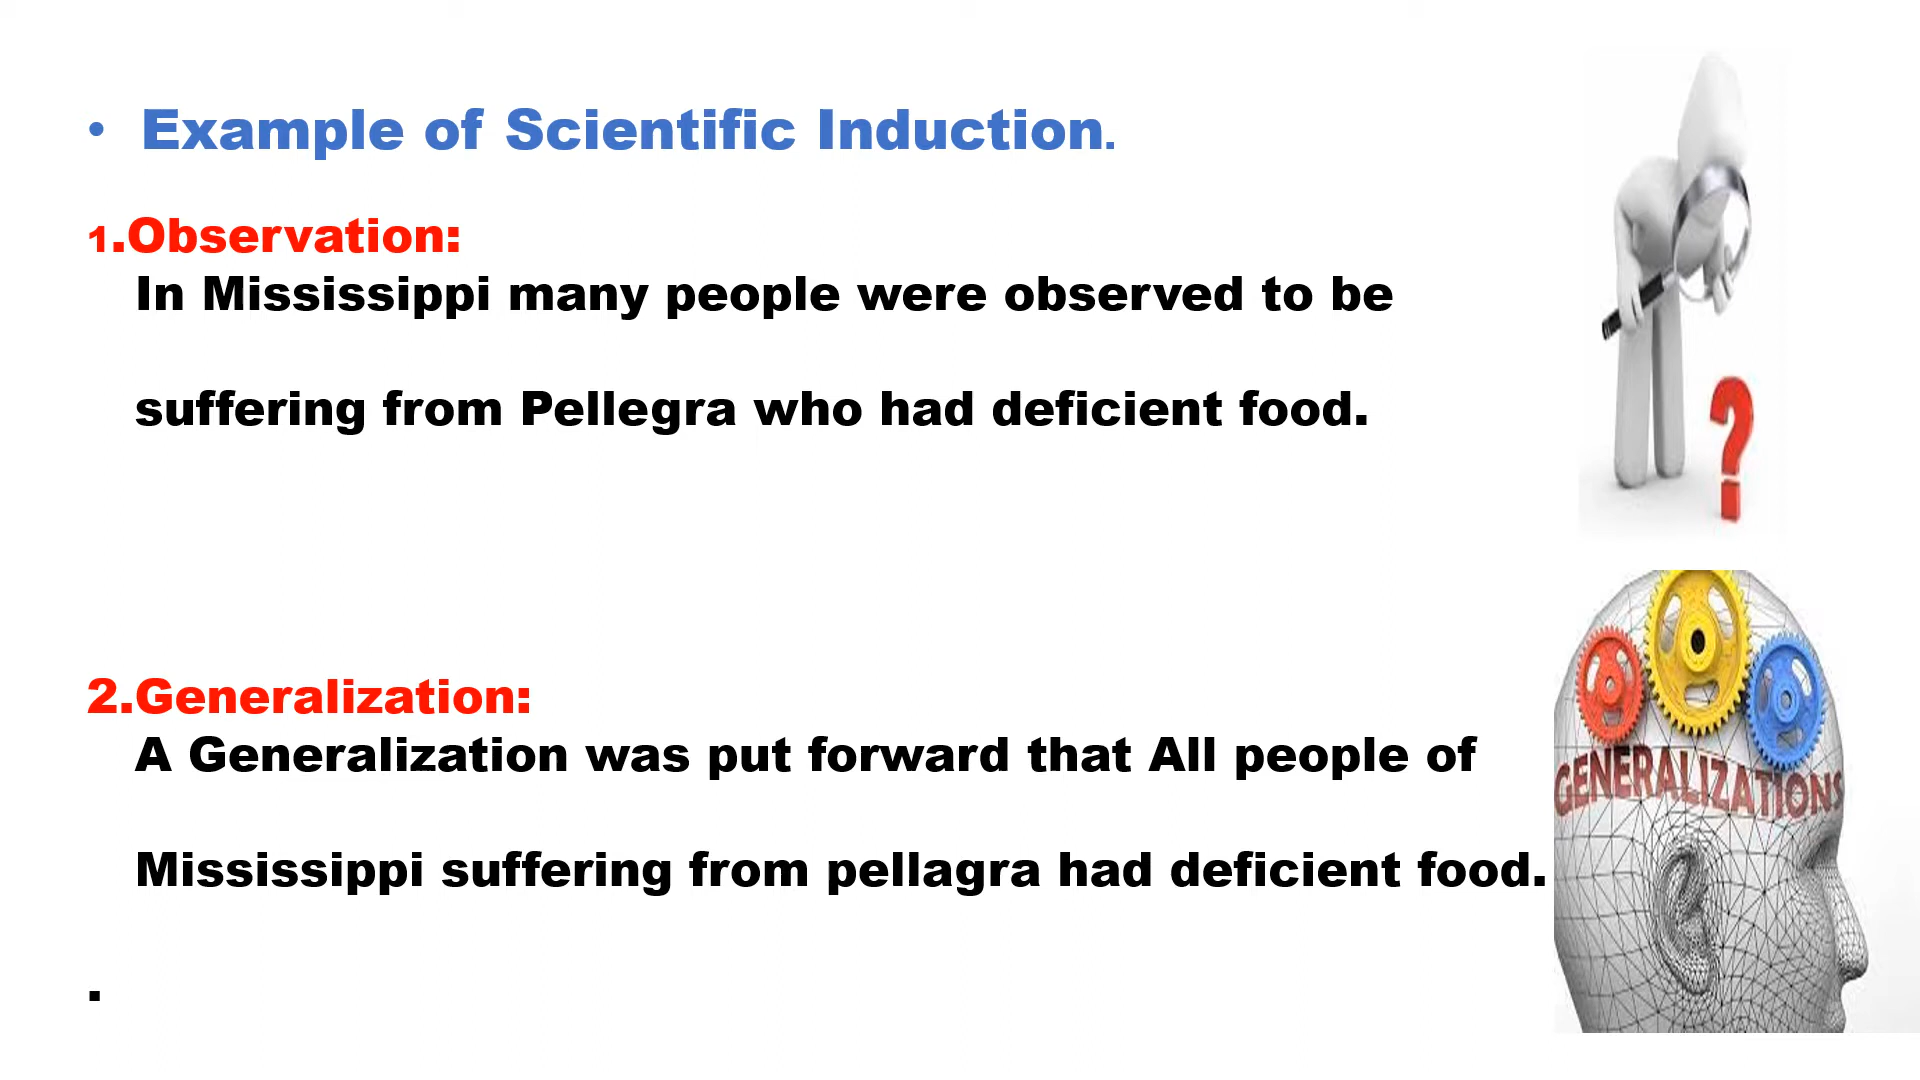 • Example of Scientific Induction.
1.Observation:
In Mississippi many people were observed to be
suffering from Pellegra who had deficient food.
2.Generalization:
A Generalization was put forward that All people of
Mississippi suffering from pellagra had deficient food.
.
?
GENERALIZATIONS